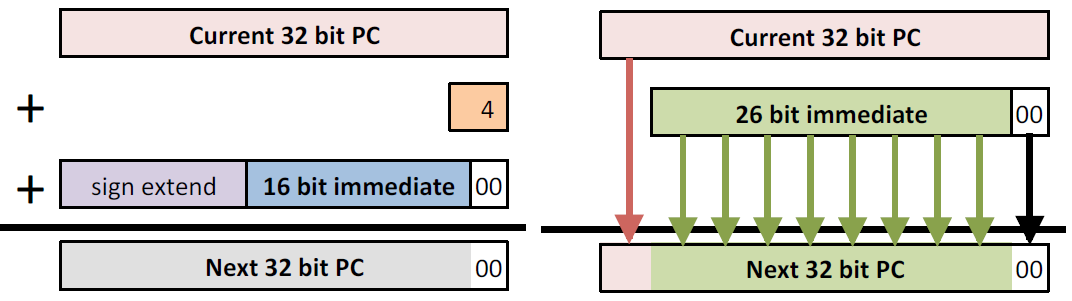 Current 32 bit PC
+ 4
+ sign extend 16 bit immediate 00
Next 32 bit PC 00
Current 32 bit PC
26 bit immediate 00
Next 32 bit PC 00